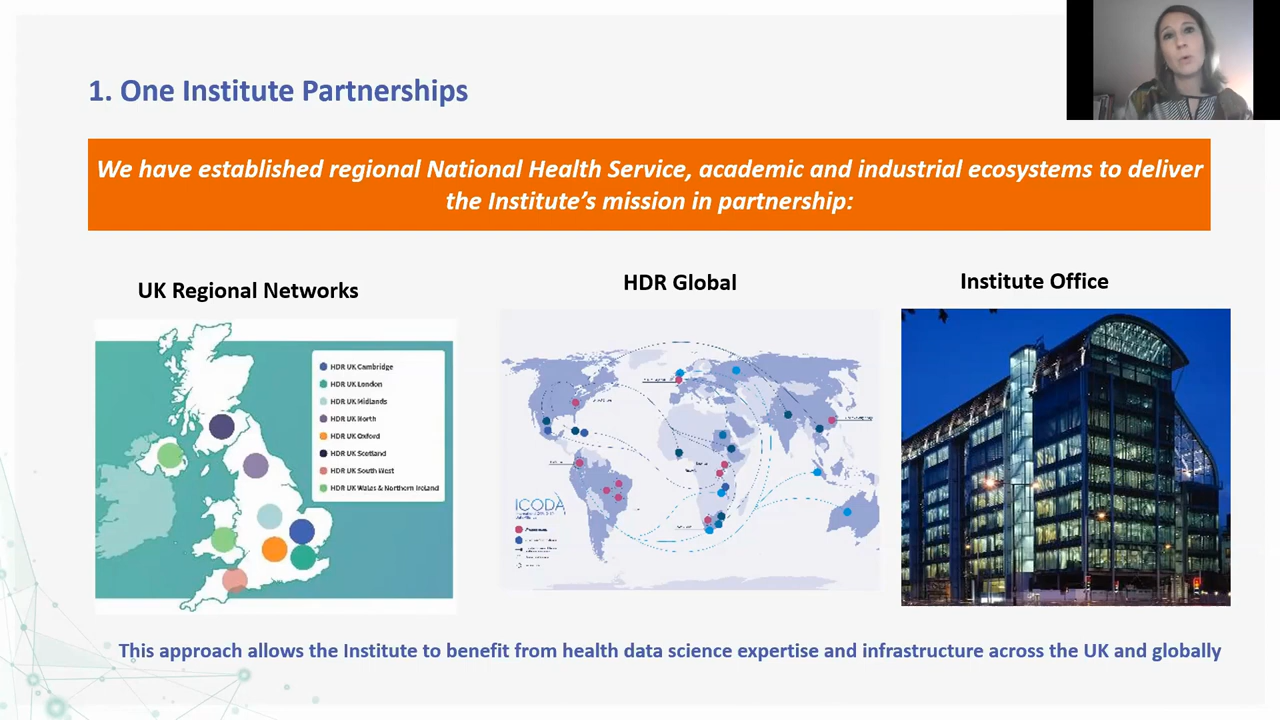 1. One Institute Partnerships
We have established regional National Health Service, academic and industrial ecosystems to deliver
the Institute's mission in partnership:
UK Regional Networks
HDR Global
Institute Office
HDR UK Cambridge
HDR UK London
HDR UK Midlands
HDR UK North
HDR UK Oxford
HDR UK Scotland
HDR UK South West
HDR UK Wales & Northern Ireland
ICODA
This approach allows the Institute to benefit from health data science expertise and infrastructure across the UK and globally